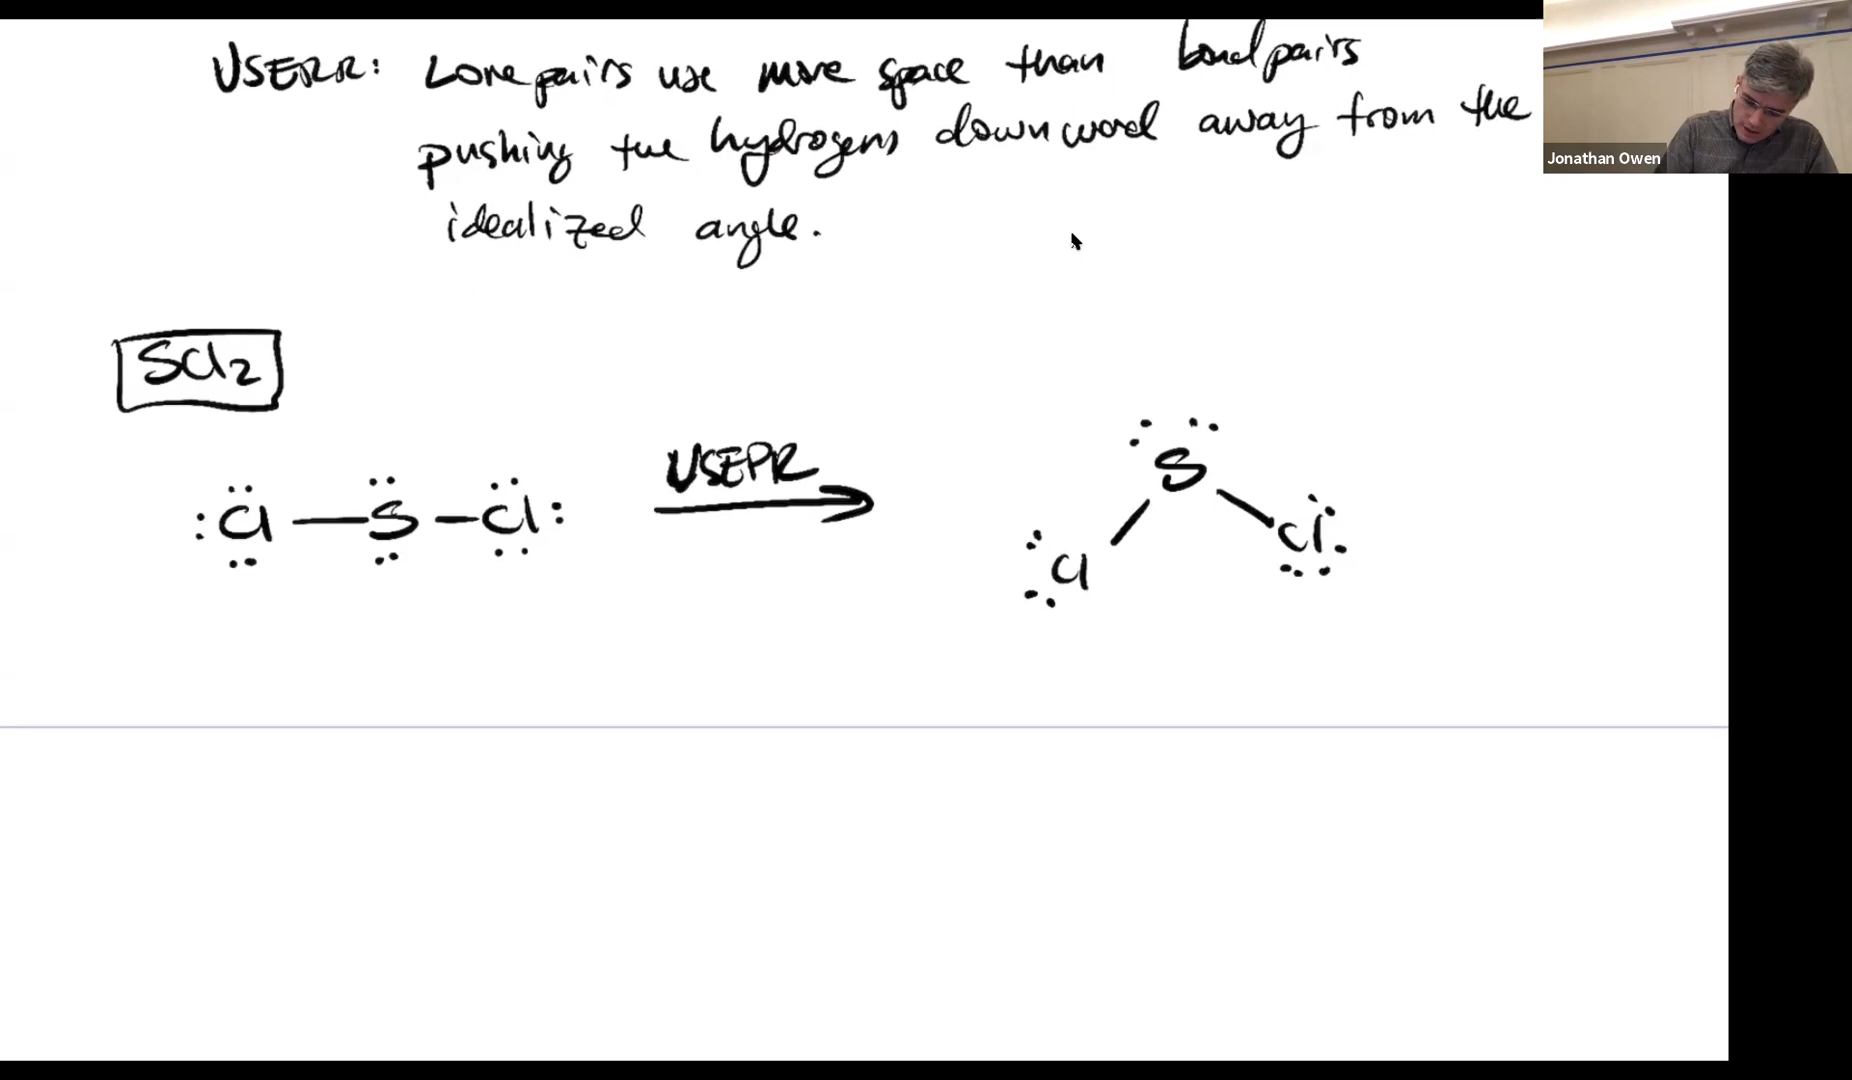 VSERR: Lone pairs use more space than bond pairs
pushing the hydrogens downward away from the
idealized angle.
Jonathan Owen
SCl2
:Cl — S — Cl:
VSEPR
S
Cl
Cl